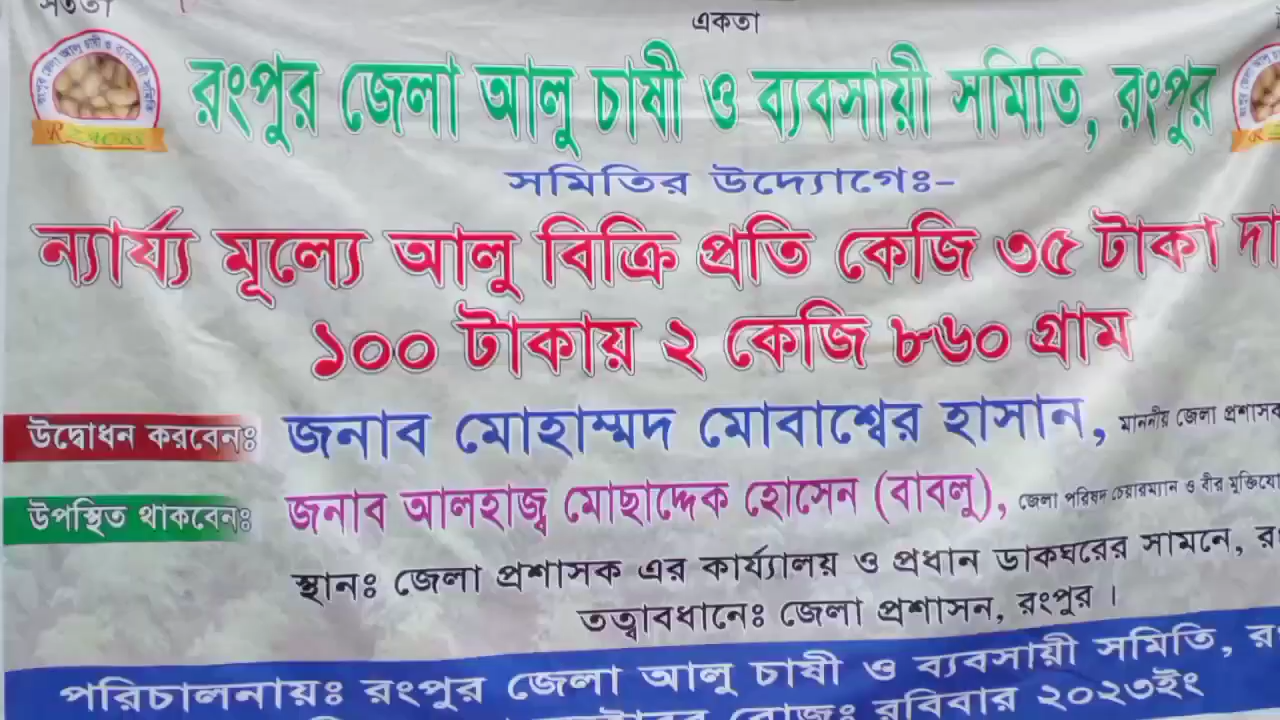 সততা
একতা
রংপুর জেলা আলু চাষী ও ব্যবসায়ী সমিতি, রংপুর
সমিতির উদ্যোগেঃ-
ন্যার্য্য মূল্যে আলু বিক্রি প্রতি কেজি ৩৫ টাকা
১০০ টাকায় ২ কেজি ৮৬০ গ্রাম
উদ্বোধন করবেনঃ জনাব মোহাম্মদ মোবাশ্বের হাসান, মাননীয় জেলা
উপস্থিত থাকবেনঃ জনাব আলহাজ্ব মোছাদ্দেক হোসেন (বাবলু), জেলা পরিষদ চেয়ারম্যান ও বীর
স্থানঃ জেলা প্রশাসক এর কার্য্যালয় ও প্রধান ডাকঘরের সামনে,
তত্ত্বাবধানেঃ জেলা প্রশাসন, রংপুর ।
পরিচালনায়ঃ রংপুর জেলা আলু চাষী ও ব্যবসায়ী সমিতি,
রোজঃ রবিবার ২০২৩ইং